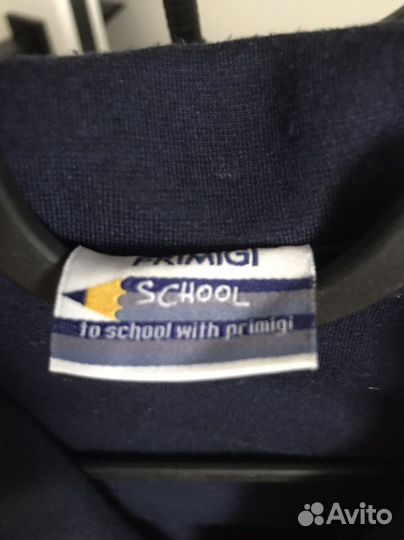 PRIMIGI
SCHOOL
to school with primigi
Avito